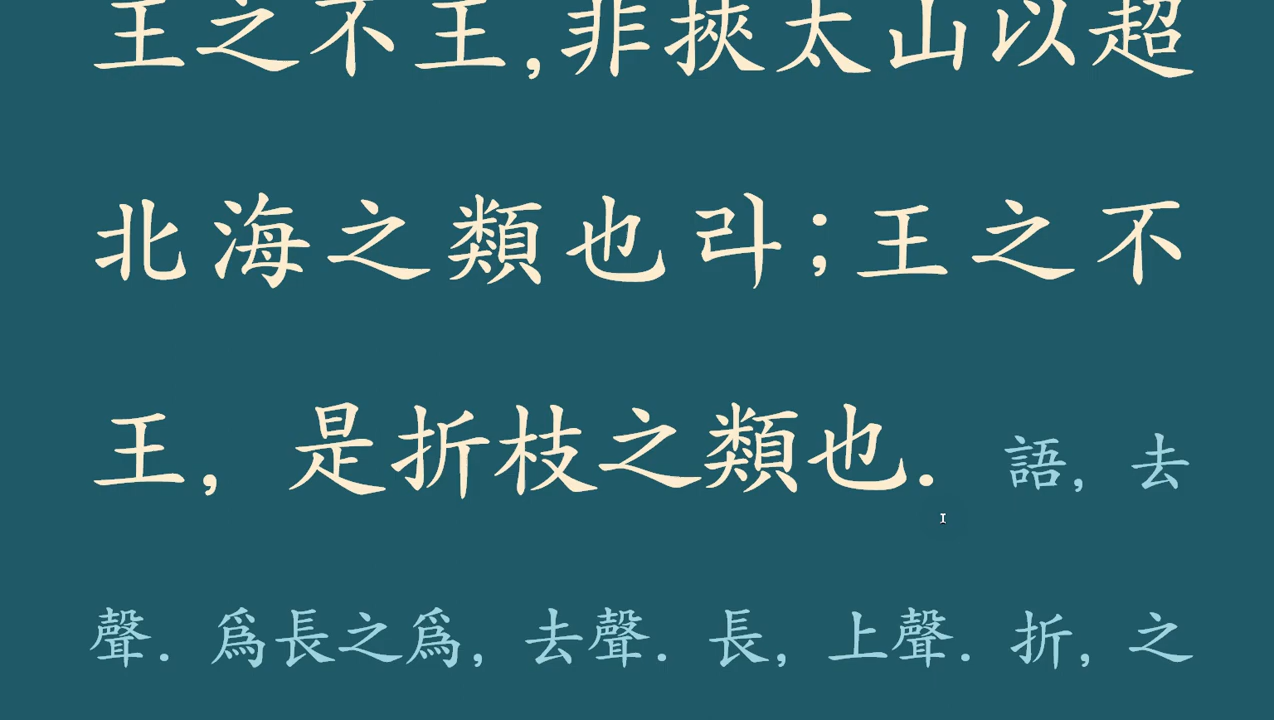 王之不王,非挾太山以超
北海之類也라;王之不
王, 是折枝之類也. 語, 去
聲. 爲長之爲, 去聲. 長, 上聲. 折, 之